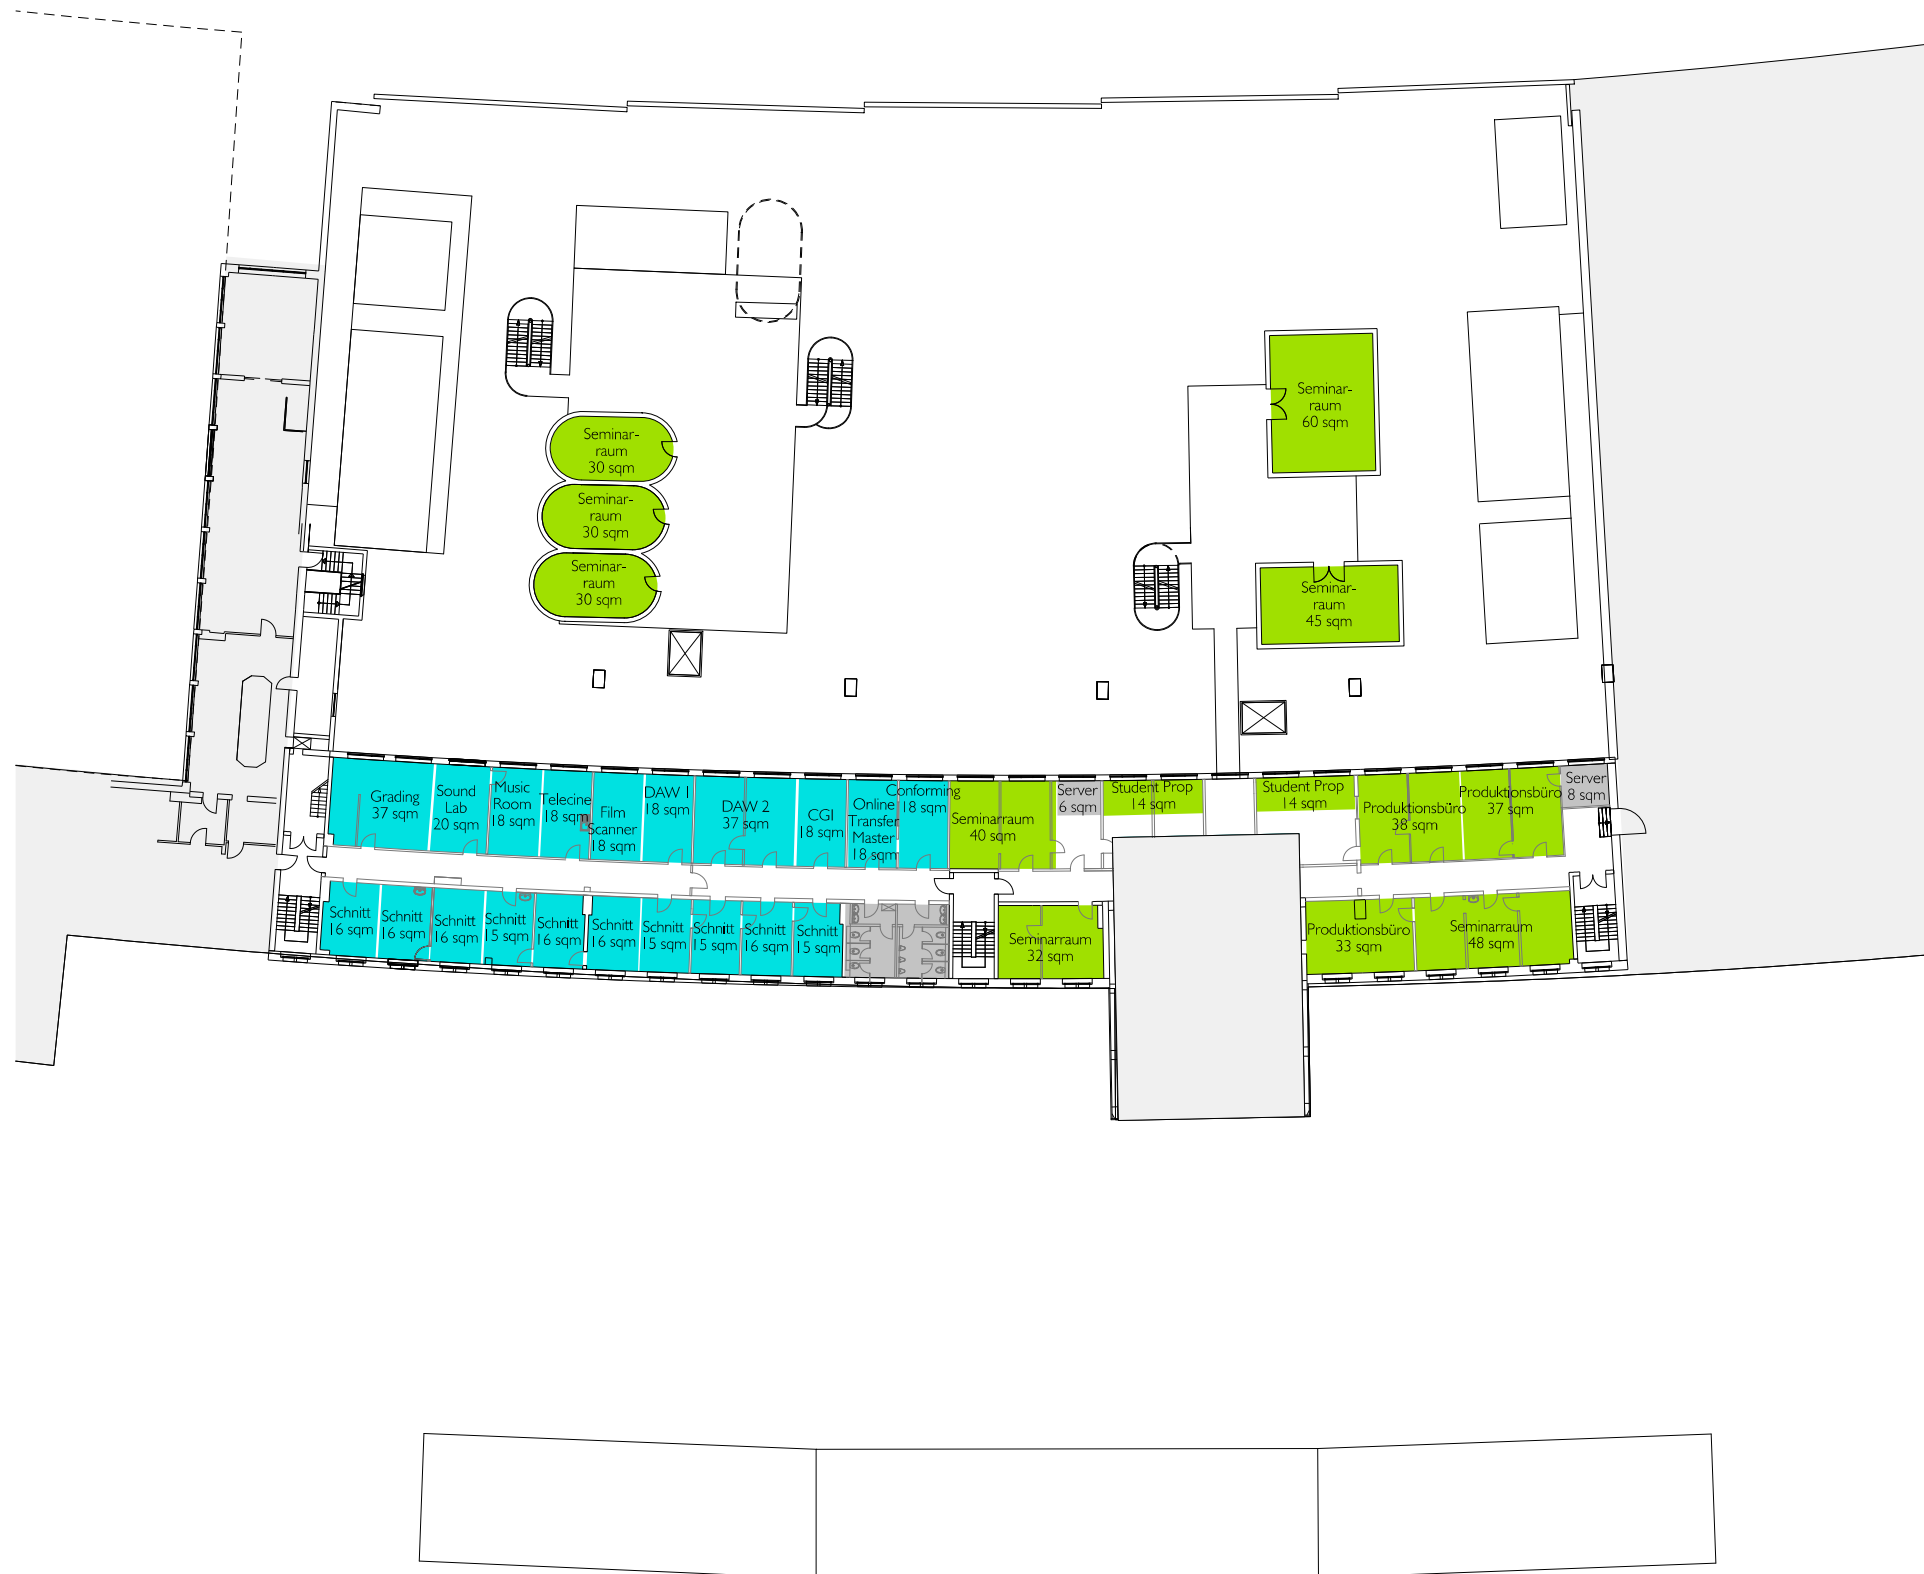 Seminar-
raum
60 sqm
Seminar-
raum
30 sqm
Seminar-
raum
30 sqm
Seminar-
raum
30 sqm
Seminar-
raum
45 sqm
Grading
37 sqm
Sound
Lab
20 sqm
Music
Room
18 sqm
Telecine
18 sqm
Film
Scanner
18 sqm
DAW 1
18 sqm
DAW 2
37 sqm
CGI
18 sqm
Online
Transfer
Master
18 sqm
Conforming
18 sqm
Seminarraum
40 sqm
Server
6 sqm
Student Prop
14 sqm
Student Prop
14 sqm
Produktionsbüro
38 sqm
Produktionsbüro
37 sqm
Server
8 sqm
Schnitt
16 sqm
Schnitt
16 sqm
Schnitt
16 sqm
Schnitt
15 sqm
Schnitt
16 sqm
Schnitt
16 sqm
Schnitt
15 sqm
Schnitt
15 sqm
Schnitt
16 sqm
Schnitt
15 sqm
Seminarraum
32 sqm
Produktionsbüro
33 sqm
Seminarraum
48 sqm